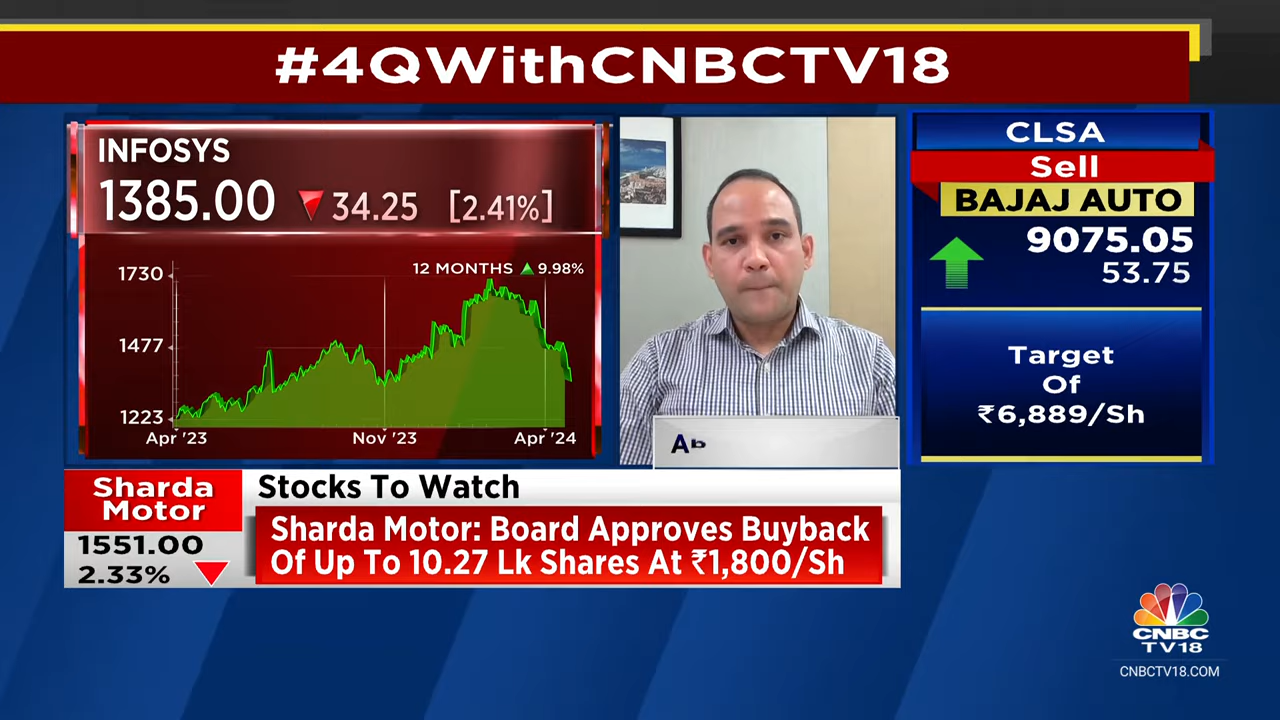 #4QWithCNBCTV18
INFOSYS
1385.00 ▼ 34.25 [2.41%]
12 MONTHS ▲ 9.98%
1730
1477
1223
Apr '23
Nov '23
Apr '24
CLSA
Sell
BAJAJ AUTO
9075.05
53.75
Target
Of
₹6,889/Sh
Sharda
Motor
1551.00
2.33% ▼
Stocks To Watch
Sharda Motor: Board Approves Buyback
Of Up To 10.27 Lk Shares At ₹1,800/Sh
CNBC
TV18
CNBCTV18.COM